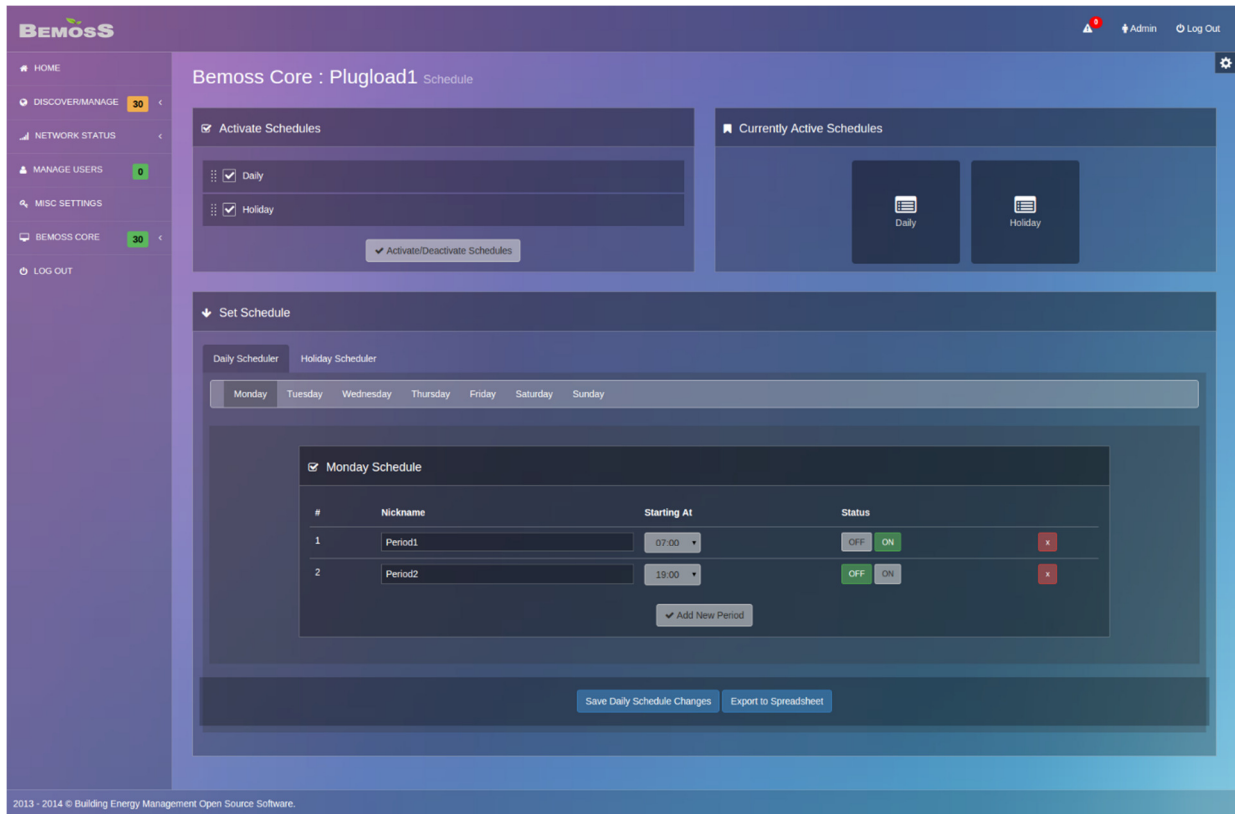 BEMOSS
0
Admin
Log Out
HOME
DISCOVER/MANAGE 30
NETWORK STATUS
MANAGE USERS 0
MISC SETTINGS
BEMOSS CORE 30
LOG OUT
Bemoss Core : Plugload1 Schedule
Activate Schedules
Daily
Holiday
Activate/Deactivate Schedules
Currently Active Schedules
Daily
Holiday
Set Schedule
Daily Scheduler Holiday Scheduler
Monday Tuesday Wednesday Thursday Friday Saturday Sunday
Monday Schedule
# Nickname Starting At Status
1 Period1 07:00 OFF ON x
2 Period2 19:00 OFF ON x
Add New Period
Save Daily Schedule Changes Export to Spreadsheet
2013 - 2014 © Building Energy Management Open Source Software.